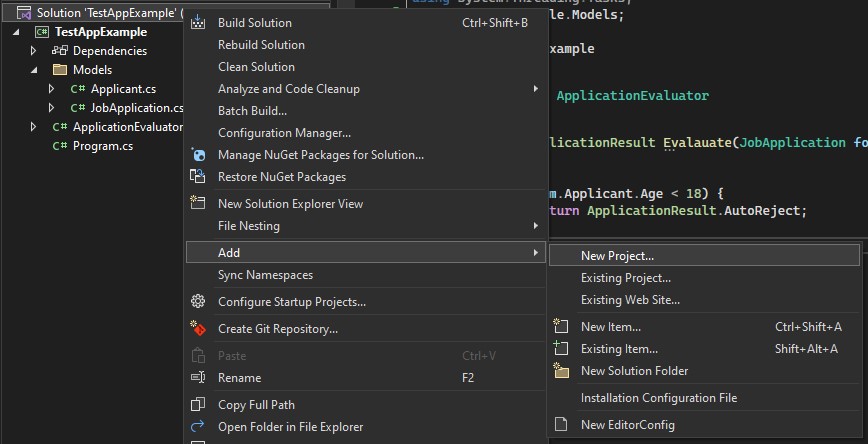 Solution 'TestAppExample' (
TestAppExample
Dependencies
Models
C# Applicant.cs
C# JobApplication.cs
C# ApplicationEvaluator
C# Program.cs
Build Solution Ctrl+Shift+B
Rebuild Solution
Clean Solution
Analyze and Code Cleanup
Batch Build...
Configuration Manager...
Manage NuGet Packages for Solution...
Restore NuGet Packages
New Solution Explorer View
File Nesting
Add
Sync Namespaces
Configure Startup Projects...
Create Git Repository...
Paste Ctrl+V
Rename F2
Copy Full Path
Open Folder in File Explorer
using System.Threading.Tasks;
le.Models;
xample
ApplicationEvaluator
licationResult Evalauate(JobApplication fo
m.Applicant.Age < 18) {
turn ApplicationResult.AutoReject;
New Project...
Existing Project...
Existing Web Site...
New Item... Ctrl+Shift+A
Existing Item... Shift+Alt+A
New Solution Folder
Installation Configuration File
New EditorConfig